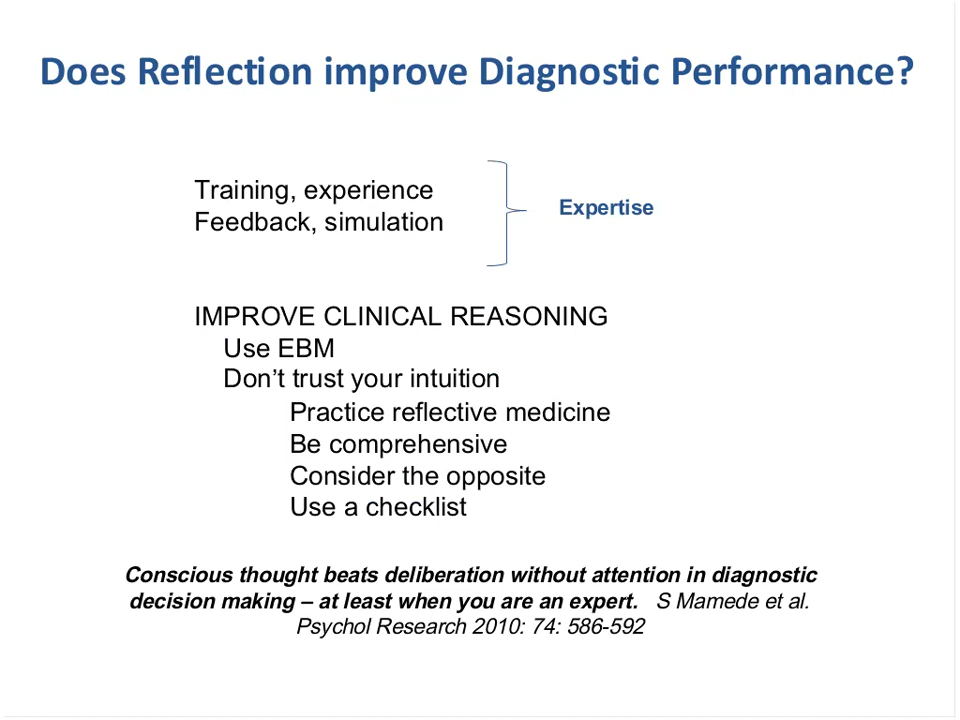 Does Reflection improve Diagnostic Performance?
Training, experience
Feedback, simulation
Expertise
IMPROVE CLINICAL REASONING
Use EBM
Don’t trust your intuition
Practice reflective medicine
Be comprehensive
Consider the opposite
Use a checklist
Conscious thought beats deliberation without attention in diagnostic
decision making – at least when you are an expert. S Mamede et al.
Psychol Research 2010: 74: 586-592